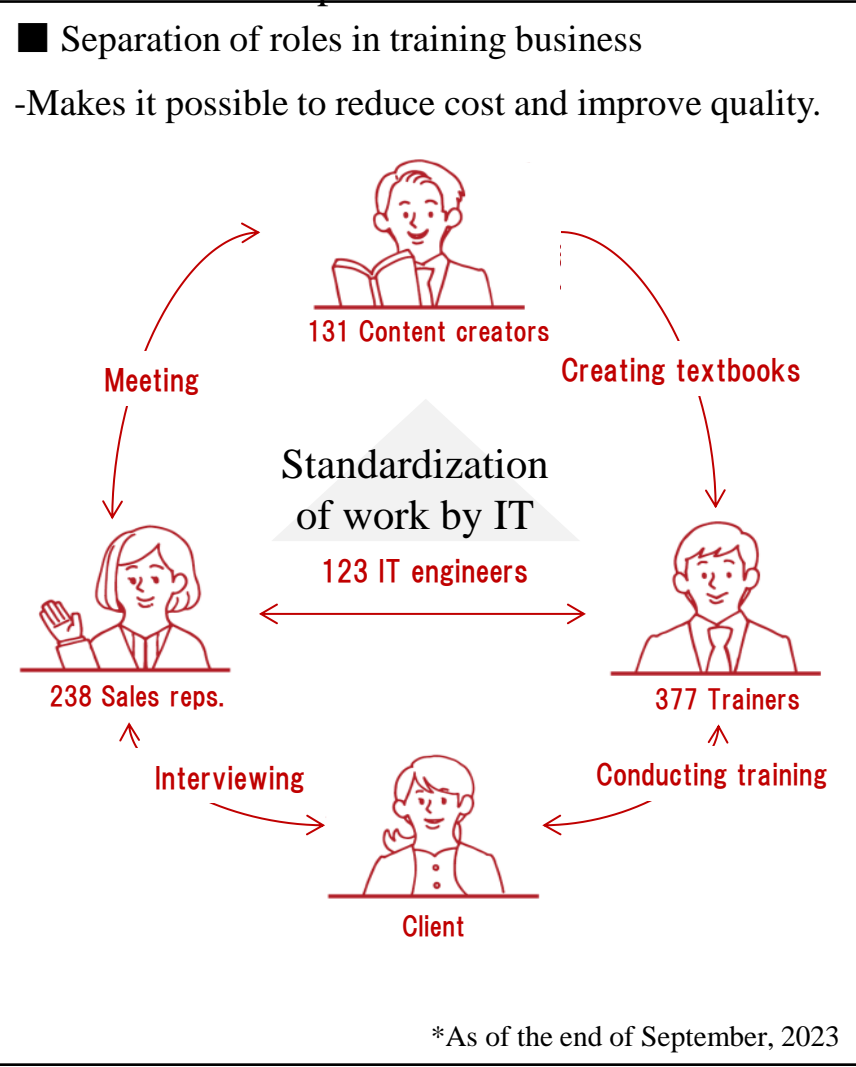 ■ Separation of roles in training business
-Makes it possible to reduce cost and improve quality.
131 Content creators
Meeting
Creating textbooks
Standardization
of work by IT
123 IT engineers
238 Sales reps.
377 Trainers
Interviewing
Conducting training
Client
*As of the end of September, 2023